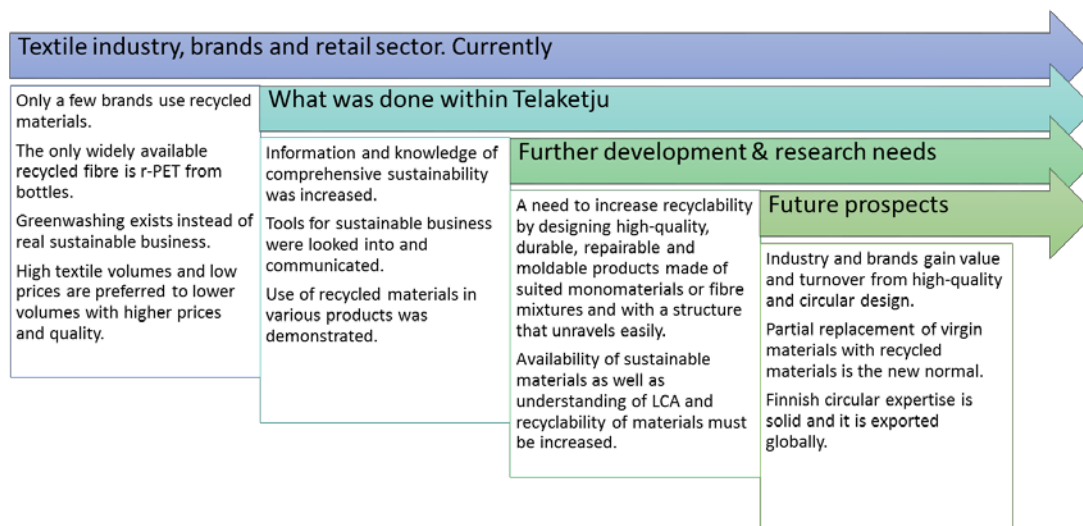 Textile industry, brands and retail sector. Currently
Only a few brands use recycled
materials.
The only widely available
recycled fibre is r-PET from
bottles.
Greenwashing exists instead of
real sustainable business.
High textile volumes and low
prices are preferred to lower
volumes with higher prices
and quality.
What was done within Telaketju
Information and knowledge of
comprehensive sustainability
was increased.
Tools for sustainable business
were looked into and
communicated.
Use of recycled materials in
various products was
demonstrated.
Further development & research needs
A need to increase recyclability
by designing high-quality,
durable, repairable and
moldable products made of
suited monomaterials or fibre
mixtures and with a structure
that unravels easily.
Availability of sustainable
materials as well as
understanding of LCA and
recyclability of materials must
be increased.
Future prospects
Industry and brands gain value
and turnover from high-quality
and circular design.
Partial replacement of virgin
materials with recycled
materials is the new normal.
Finnish circular expertise is
solid and it is exported
globally.